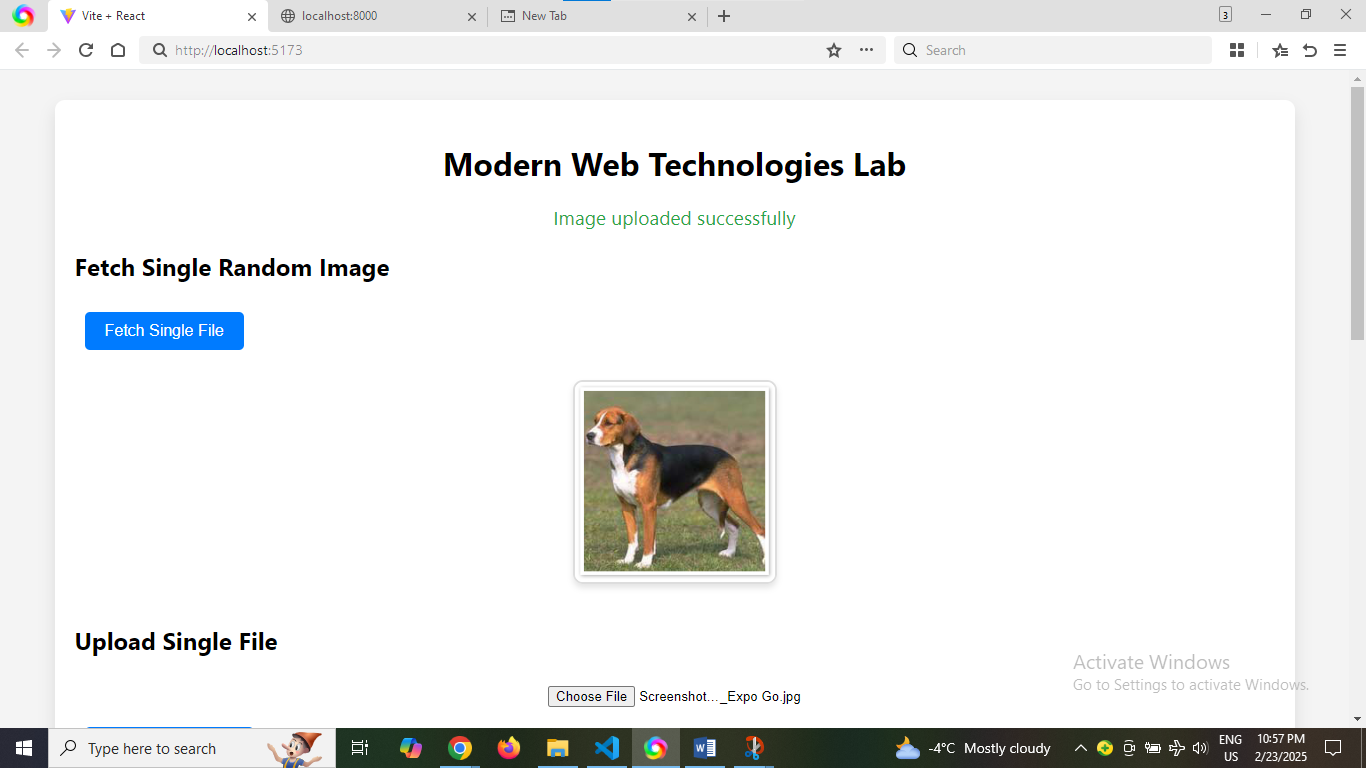 Vite + React
localhost:8000
New Tab
3
http://localhost:5173
Search
Modern Web Technologies Lab
Image uploaded successfully
Fetch Single Random Image
Fetch Single File
Upload Single File
Choose File Screenshot..._Expo Go.jpg
Activate Windows
Go to Settings to activate Windows.
Type here to search
-4°C Mostly cloudy
ENG
US
10:57 PM
2/23/2025